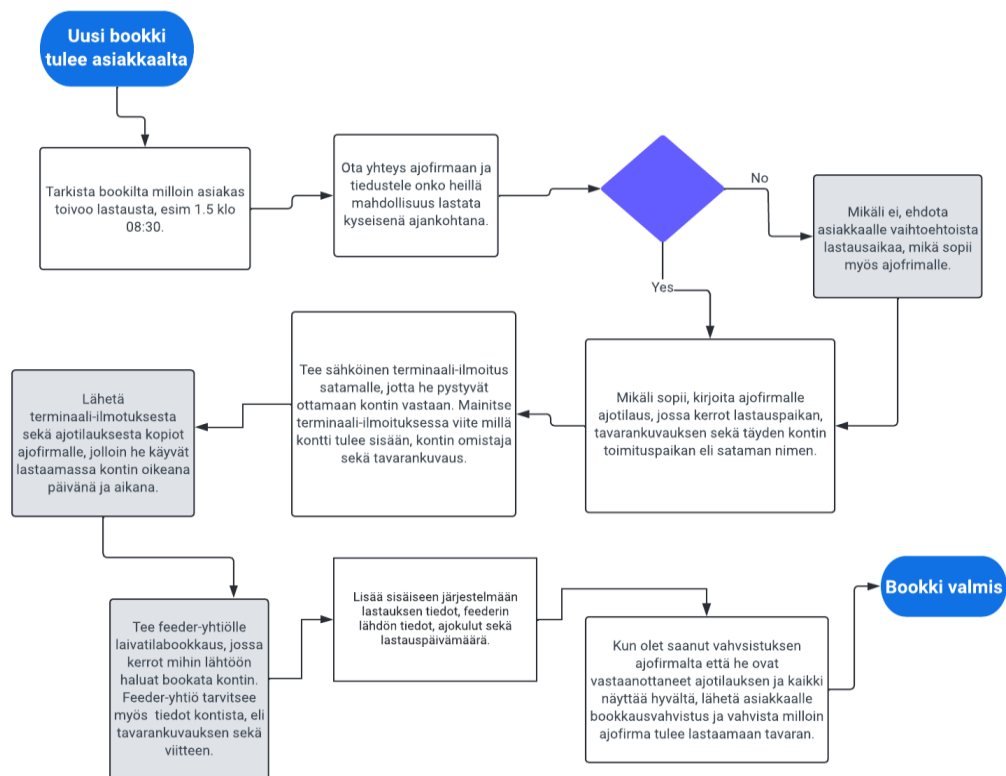 Uusi bookki
tulee asiakkaalta
Tarkista bookilta milloin asiakas
toivoo lastausta, esim 1.5 klo
08:30.
Ota yhteys ajofirmaan ja
tiedustele onko heillä
mahdollisuus lastata
kyseisenä ajankohtana.
No
Mikäli ei, ehdota
asiakkaalle vaihtoehtoista
lastausaikaa, mikä sopii
myös ajofrimalle.
Yes
Mikäli sopii, kirjoita ajofirmalle
ajotilaus, jossa kerrot lastauspaikan,
tavarankuvauksen sekä täyden kontin
toimituspaikan eli sataman nimen.
Tee sähköinen terminaali-ilmoitus
satamalle, jotta he pystyvät
ottamaan kontin vastaan. Mainitse
terminaali-ilmoituksessa viite millä
kontti tulee sisään, kontin omistaja
sekä tavarankuvaus.
Lähetä
terminaali-ilmotuksesta
sekä ajotilauksesta kopiot
ajofirmalle, jolloin he käyvät
lastaamassa kontin oikeana
päivänä ja aikana.
Tee feeder-yhtiölle
laivatilabookkaus, jossa
kerrot mihin lähtöön
haluat bookata kontin.
Feeder-yhtiö tarvitsee
myös tiedot kontista, eli
tavarankuvauksen sekä
viitteen.
Lisää sisäiseen järjestelmään
lastauksen tiedot, feederin
lähdön tiedot, ajokulut sekä
lastauspäivämäärä.
Kun olet saanut vahvsistuksen
ajofirmalta että he ovat
vastaanottaneet ajotilauksen ja kaikki
näyttää hyvältä, lähetä asiakkaalle
bookkausvahvistus ja vahvista milloin
ajofirma tulee lastaamaan tavaran.
Bookki valmis